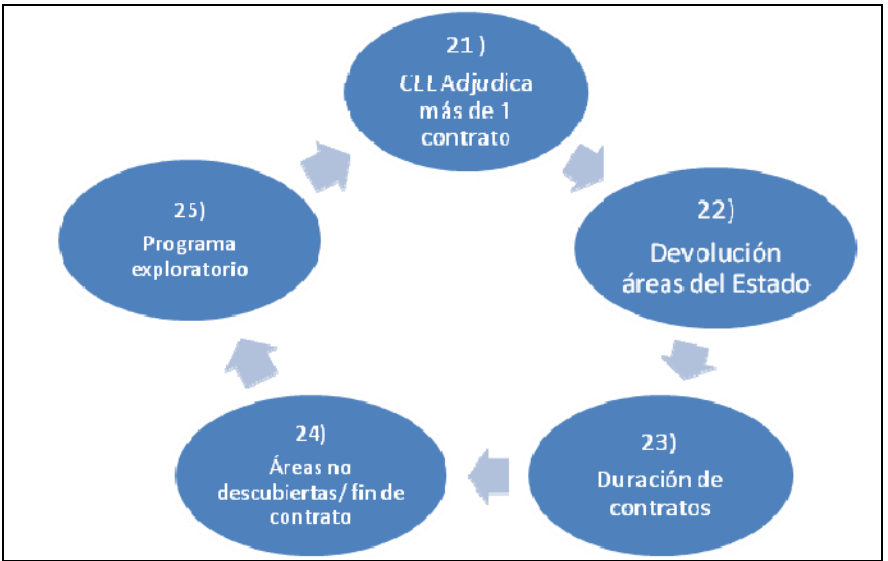 21)
CEL Adjudica
más de 1
contrato
22)
Devolución
áreas del Estado
23)
Duración de
contratos
24)
Áreas no
descubiertas/ fin de
contrato
25)
Programa
exploratorio